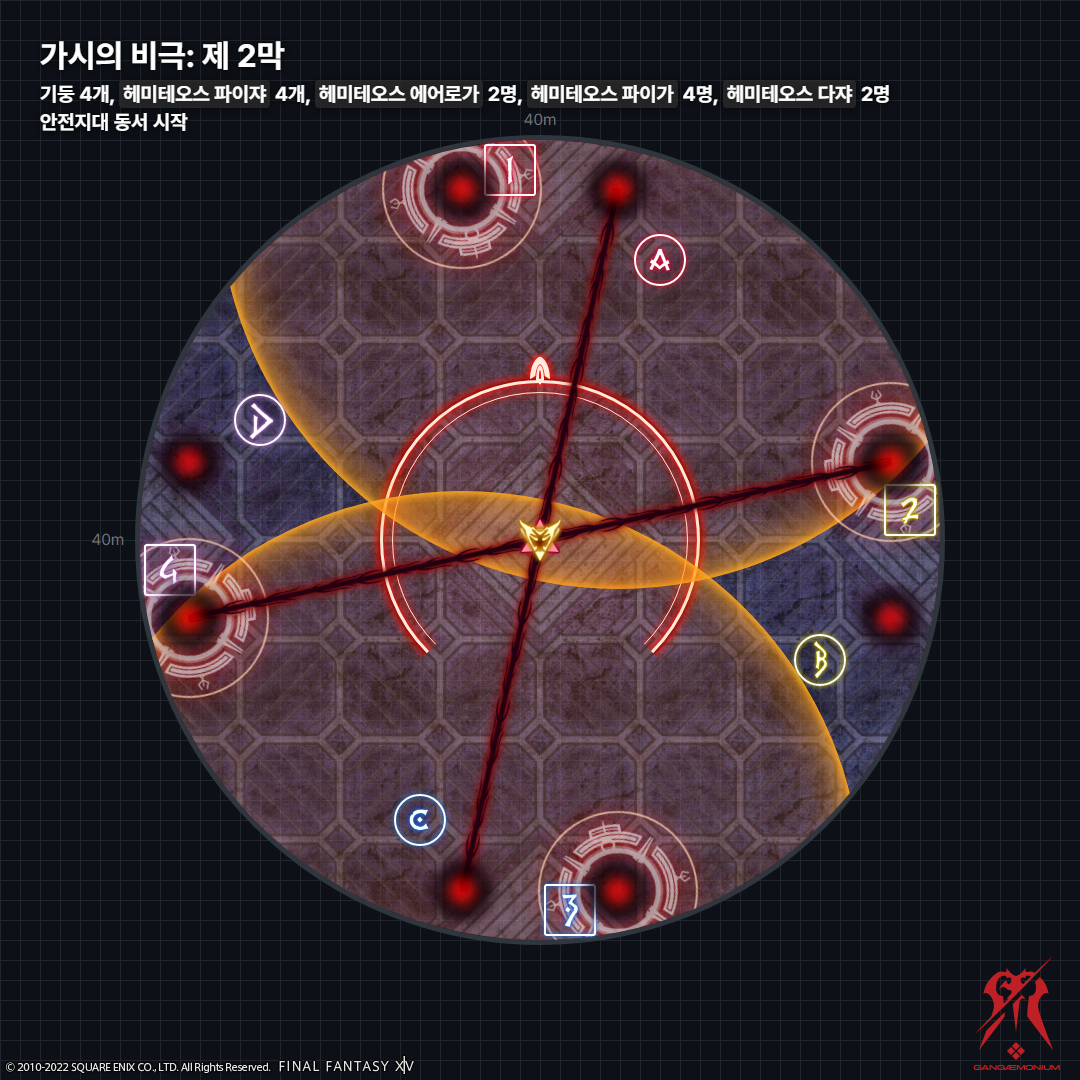 가시의 비극: 제 2막
기둥 4개, 헤미테오스 파이쟈 4개, 헤미테오스 에어로가 2명, 헤미테오스 파이가 4명, 헤미테오스 다쟈 2명
안전지대 동서 시작
40m
1
A
D
2
40m
4
B
C
3
© 2010-2022 SQUARE ENIX CO., LTD. All Rights Reserved. FINAL FANTASY XIV
GANGÆMONIUM